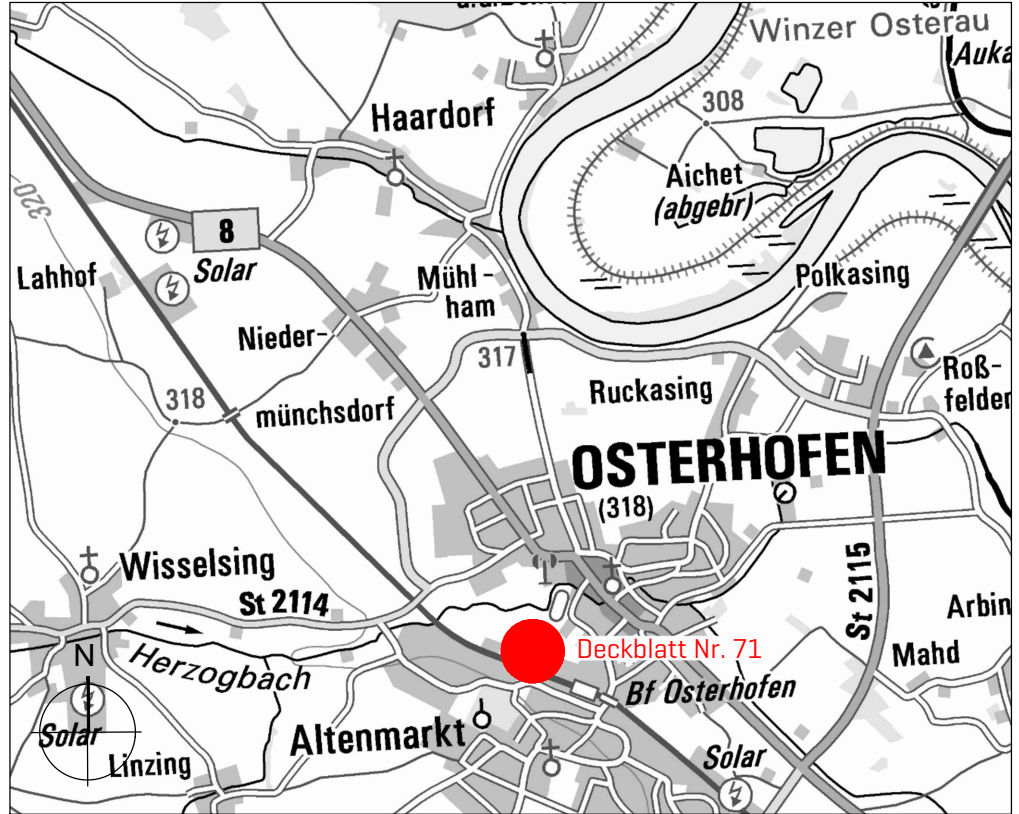 Winzer Osterau
Auka
Haardorf
308
Aichet
(abgebr)
320
8
Solar
Lahhof
Mühl-
ham
Polkasing
Nieder-
münchsdorf
317
318
Ruckasing
Roß-
felden
OSTERHOFEN
(318)
Wisselsing
St 2114
St 2115
Arbin
Mahd
N
Herzogbach
Deckblatt Nr. 71
Bf Osterhofen
Solar
Altenmarkt
Linzing
Solar